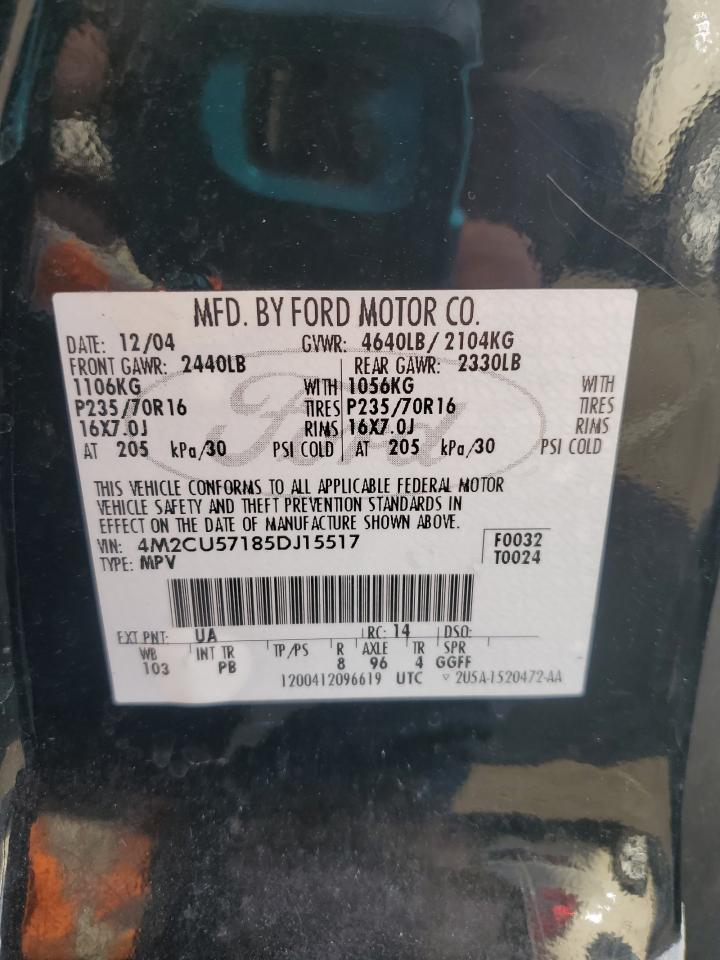 MFD. BY FORD MOTOR CO.
DATE: 12/04 GVWR: 4640LB/ 2104KG
FRONT GAWR: 2440LB REAR GAWR: 2330LB
1106KG WITH 1056KG WITH
P235/70R16 TIRES P235/70R16 TIRES
16X7.0J RIMS 16X7.0J RIMS
AT 205 kPa/30 PSI COLD AT 205 kPa/30 PSI COLD
Ford
THIS VEHICLE CONFORMS TO ALL APPLICABLE FEDERAL MOTOR
VEHICLE SAFETY AND THEFT PREVENTION STANDARDS IN
EFFECT ON THE DATE OF MANUFACTURE SHOWN ABOVE.
VIN: 4M2CU57185DJ15517 F0032
TYPE: MPV T0024
EXT PNT: UA RC: 14 DSO:
WB INT TR TP/PS R AXLE TR SPR
103 PB 8 96 4 GGFF
1200412096619 UTC ▽ 2U5A-1520472-AA